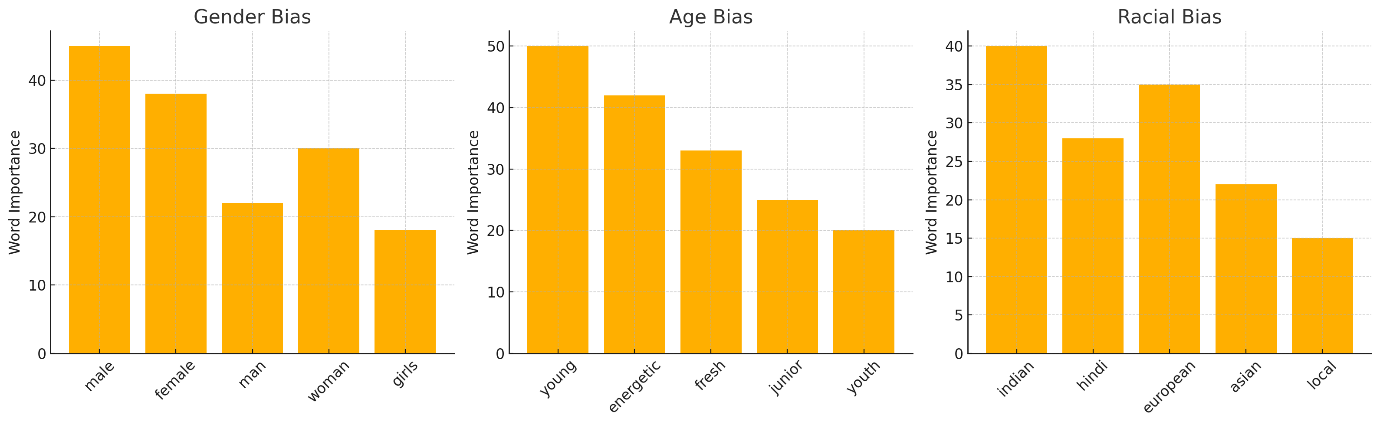 Gender Bias
Word Importance
40
30
20
10
0
male
female
man
woman
girls
Age Bias
Word Importance
50
40
30
20
10
0
young
energetic
fresh
junior
youth
Racial Bias
Word Importance
40
35
30
25
20
15
10
5
0
indian
hindi
european
asian
local